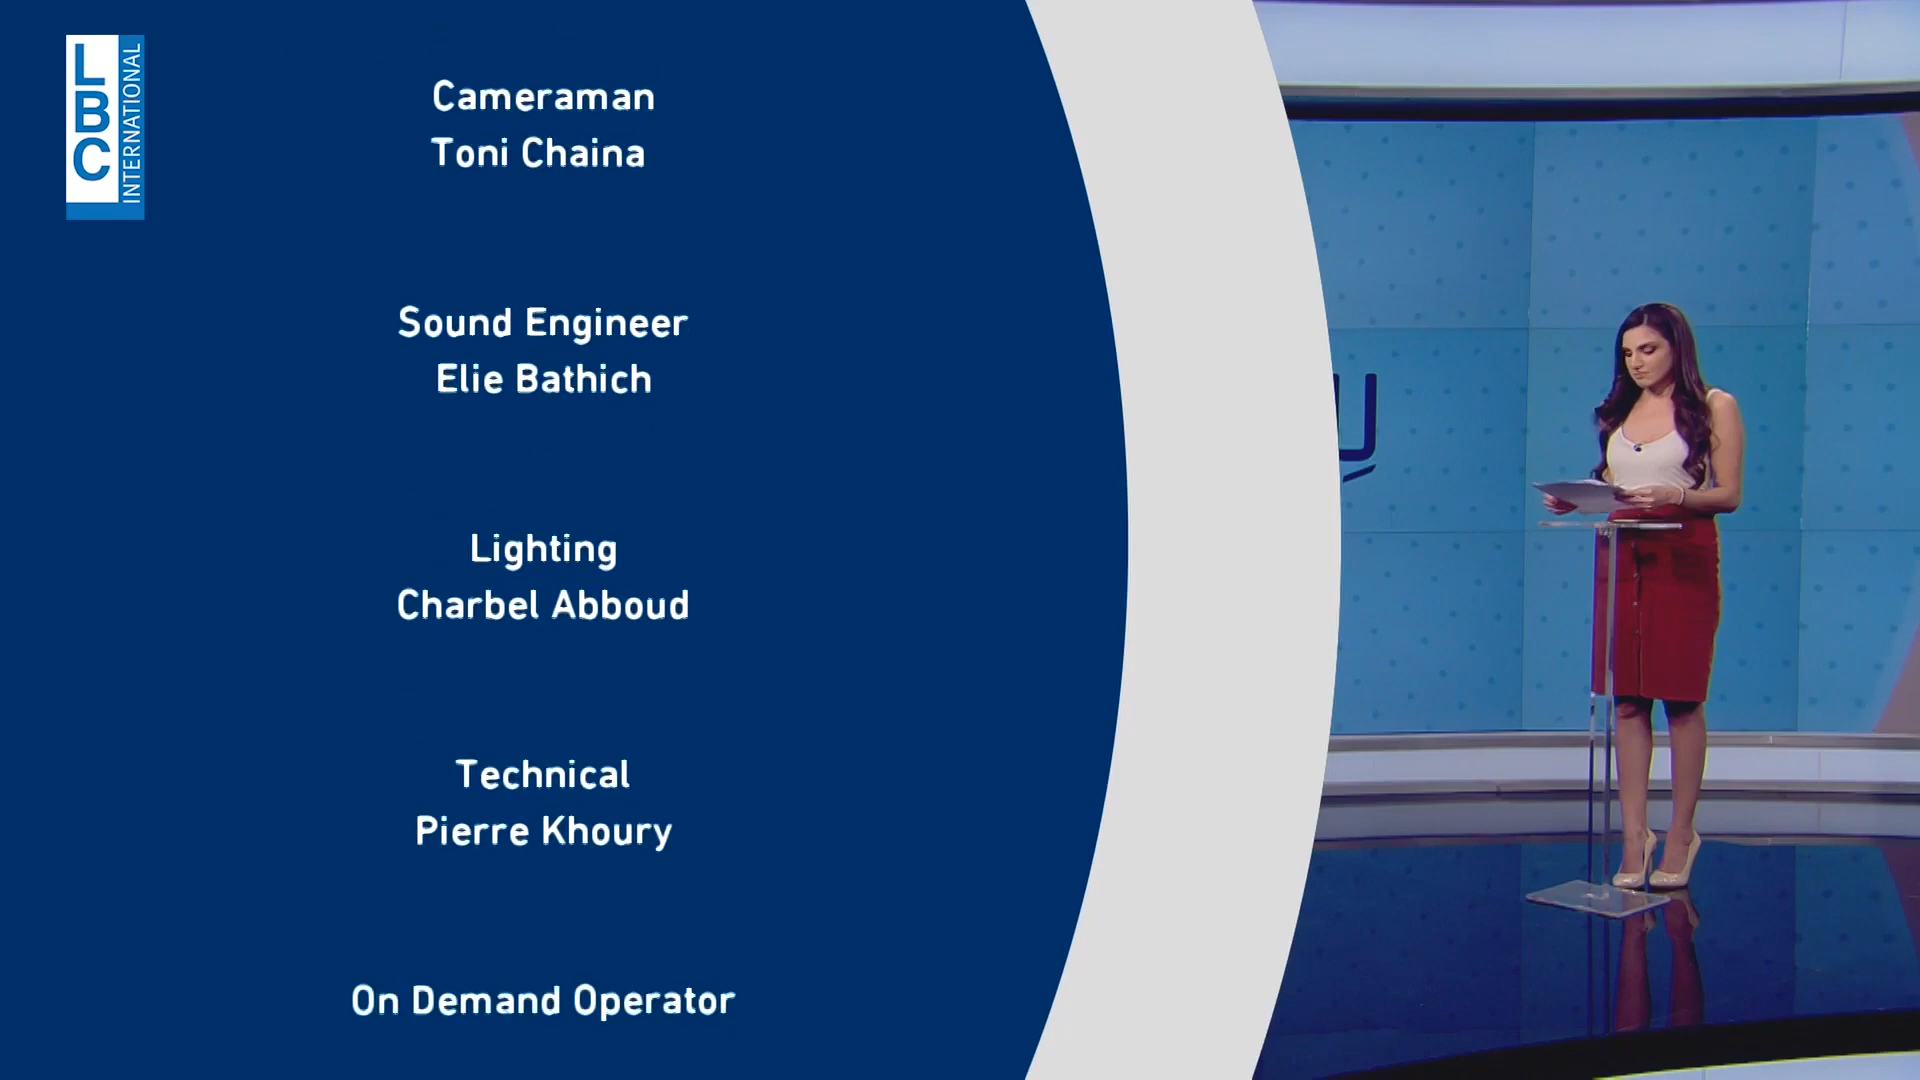 LBC
INTERNATIONAL
Cameraman
Toni Chaina
Sound Engineer
Elie Bathich
Lighting
Charbel Abboud
Technical
Pierre Khoury
On Demand Operator
y